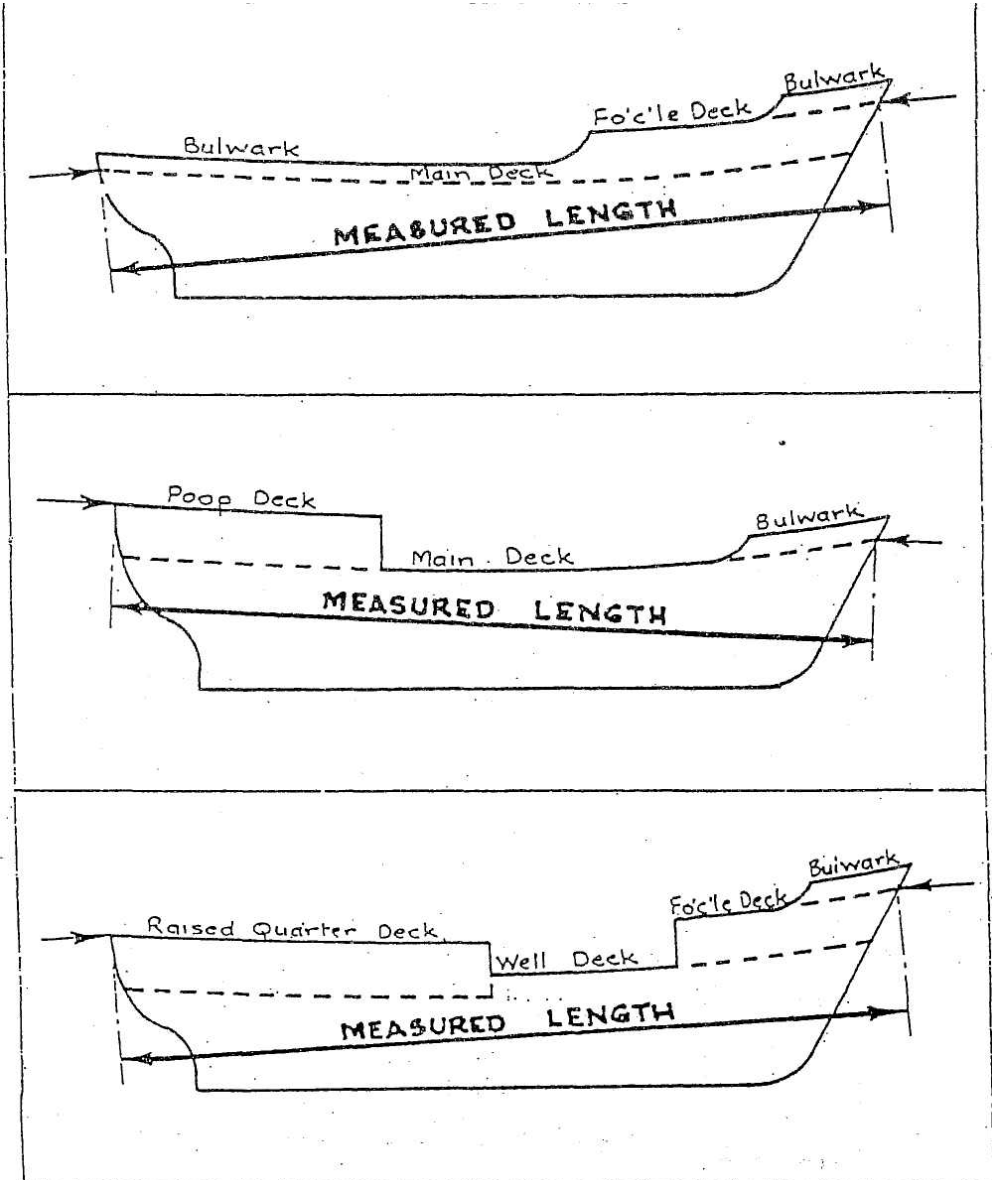 Bulwark
Fo'c'le Deck
Bulwark
Main Deck
MEASURED LENGTH
Poop Deck
Bulwark
Main Deck
MEASURED LENGTH
Bulwark
Fo'c'le Deck
Raised Quarter Deck
Well Deck
MEASURED LENGTH